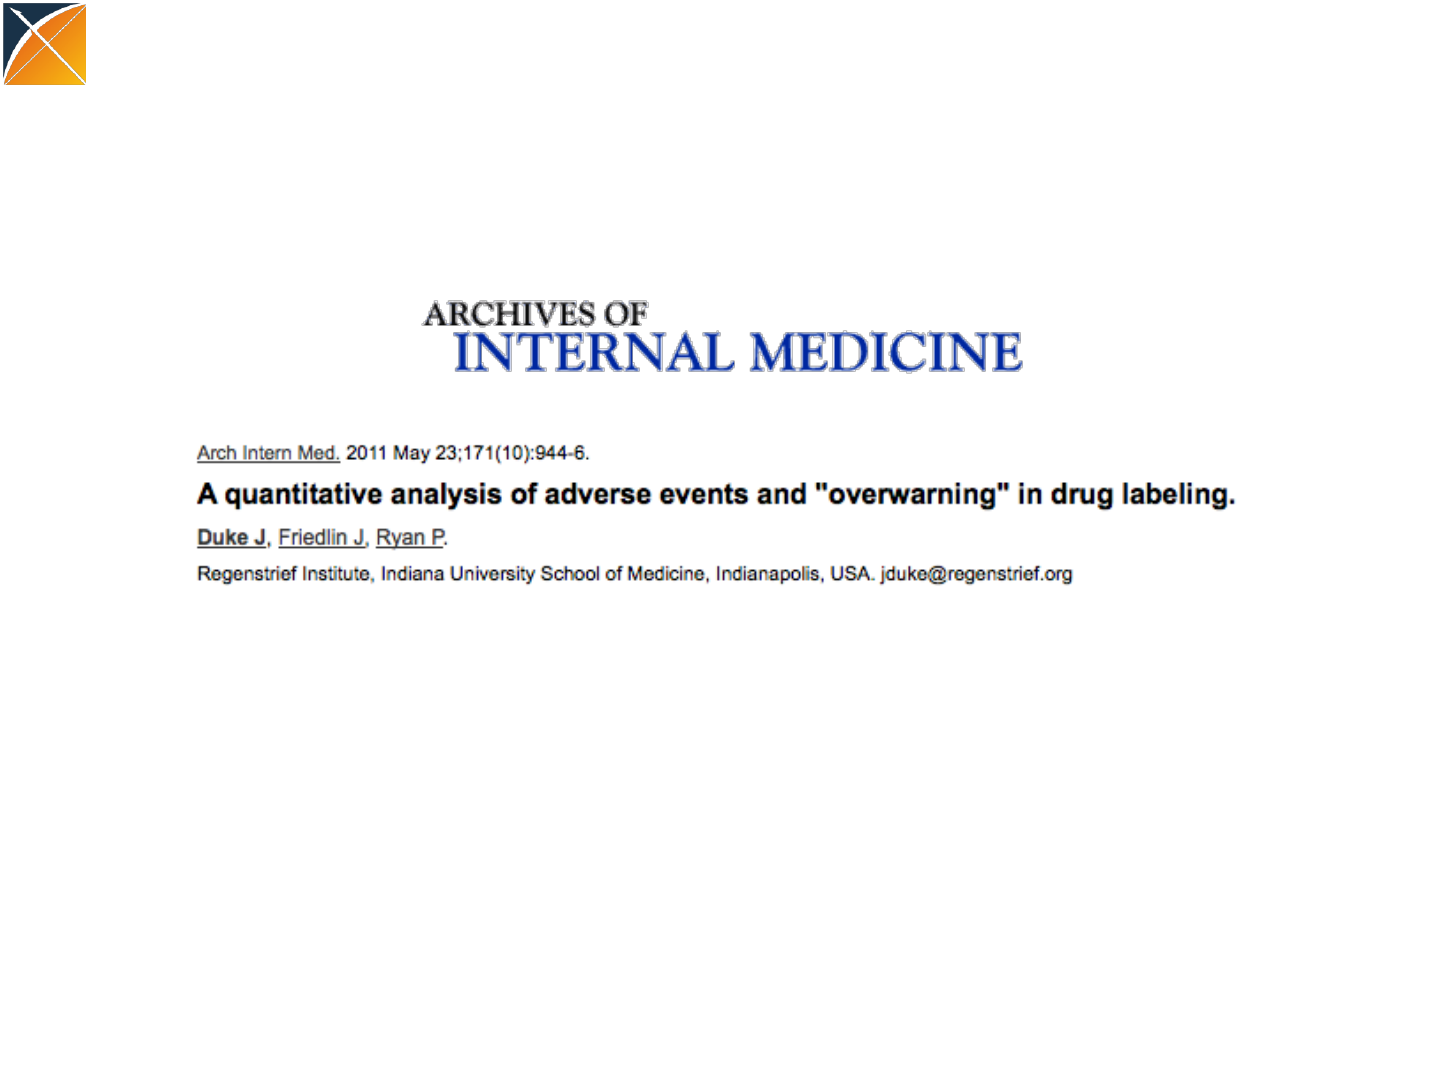 ARCHIVES OF
INTERNAL MEDICINE
Arch Intern Med. 2011 May 23;171(10):944-6.
A quantitative analysis of adverse events and "overwarning" in drug labeling.
Duke J, Friedlin J, Ryan P.
Regenstrief Institute, Indiana University School of Medicine, Indianapolis, USA. jduke@regenstrief.org